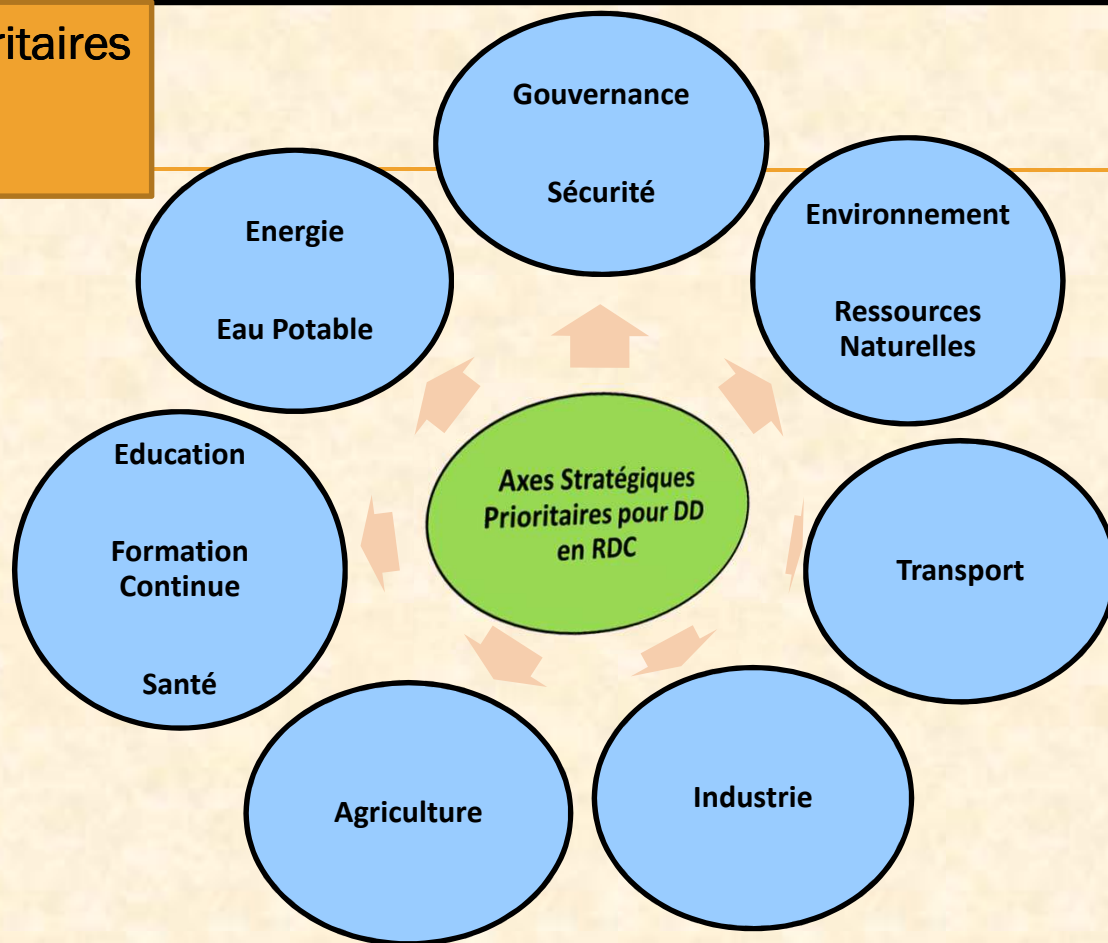 ritaires
Gouvernance
Sécurité
Environnement
Ressources
Naturelles
Transport
Industrie
Agriculture
Education
Formation
Continue
Santé
Energie
Eau Potable
Axes Stratégiques
Prioritaires pour DD
en RDC